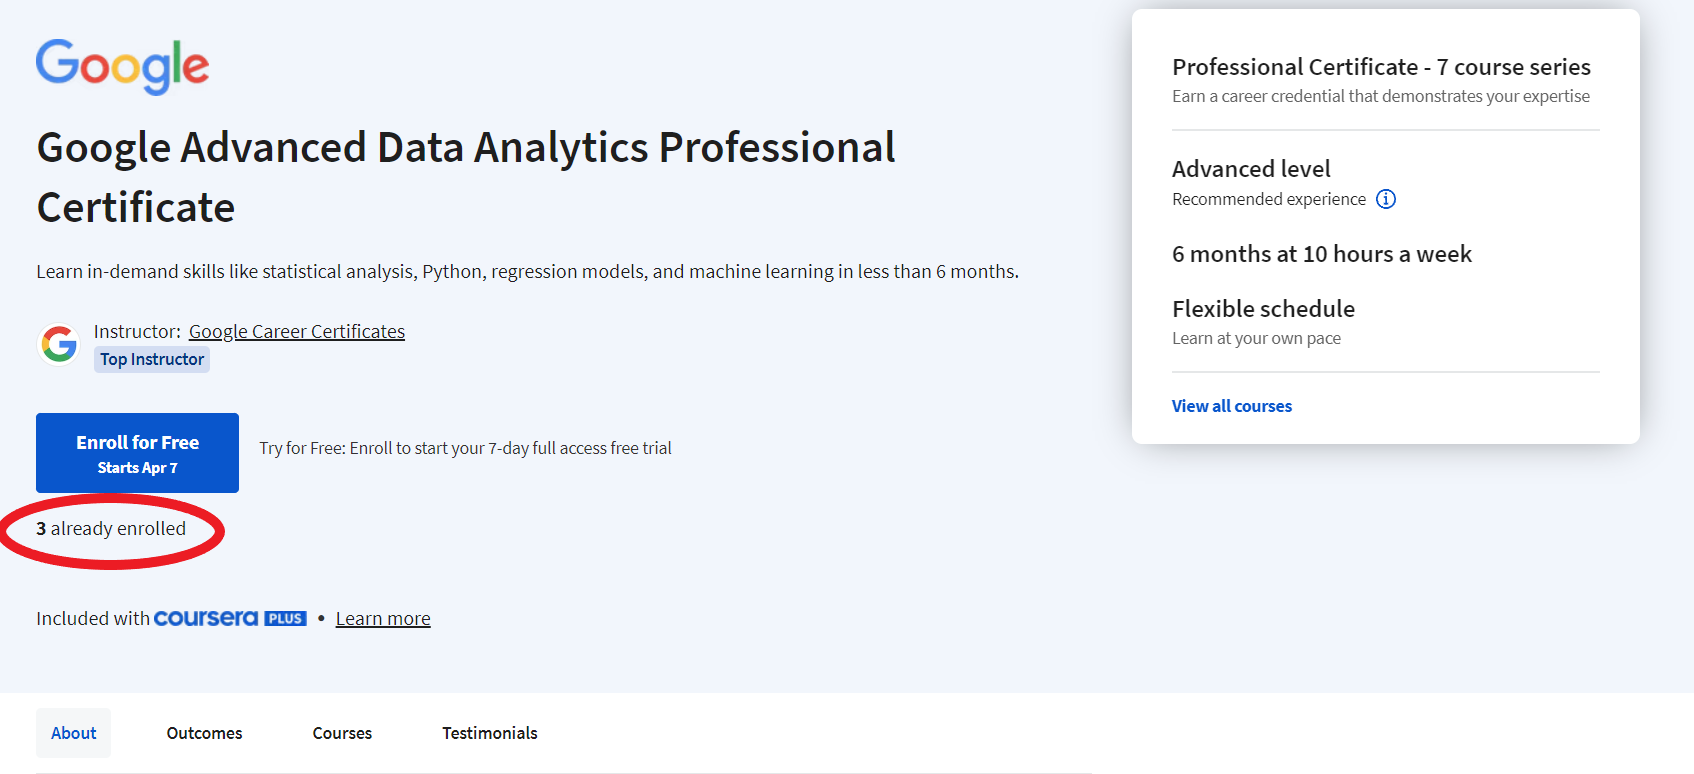 Google
Google Advanced Data Analytics Professional
Certificate
Learn in-demand skills like statistical analysis, Python, regression models, and machine learning in less than 6 months.
G
Instructor: Google Career Certificates
Top Instructor
Enroll for Free
Starts Apr 7
Try for Free: Enroll to start your 7-day full access free trial
3 already enrolled
Included with coursera PLUS • Learn more
Professional Certificate - 7 course series
Earn a career credential that demonstrates your expertise
Advanced level
Recommended experience i
6 months at 10 hours a week
Flexible schedule
Learn at your own pace
View all courses
About Outcomes Courses Testimonials